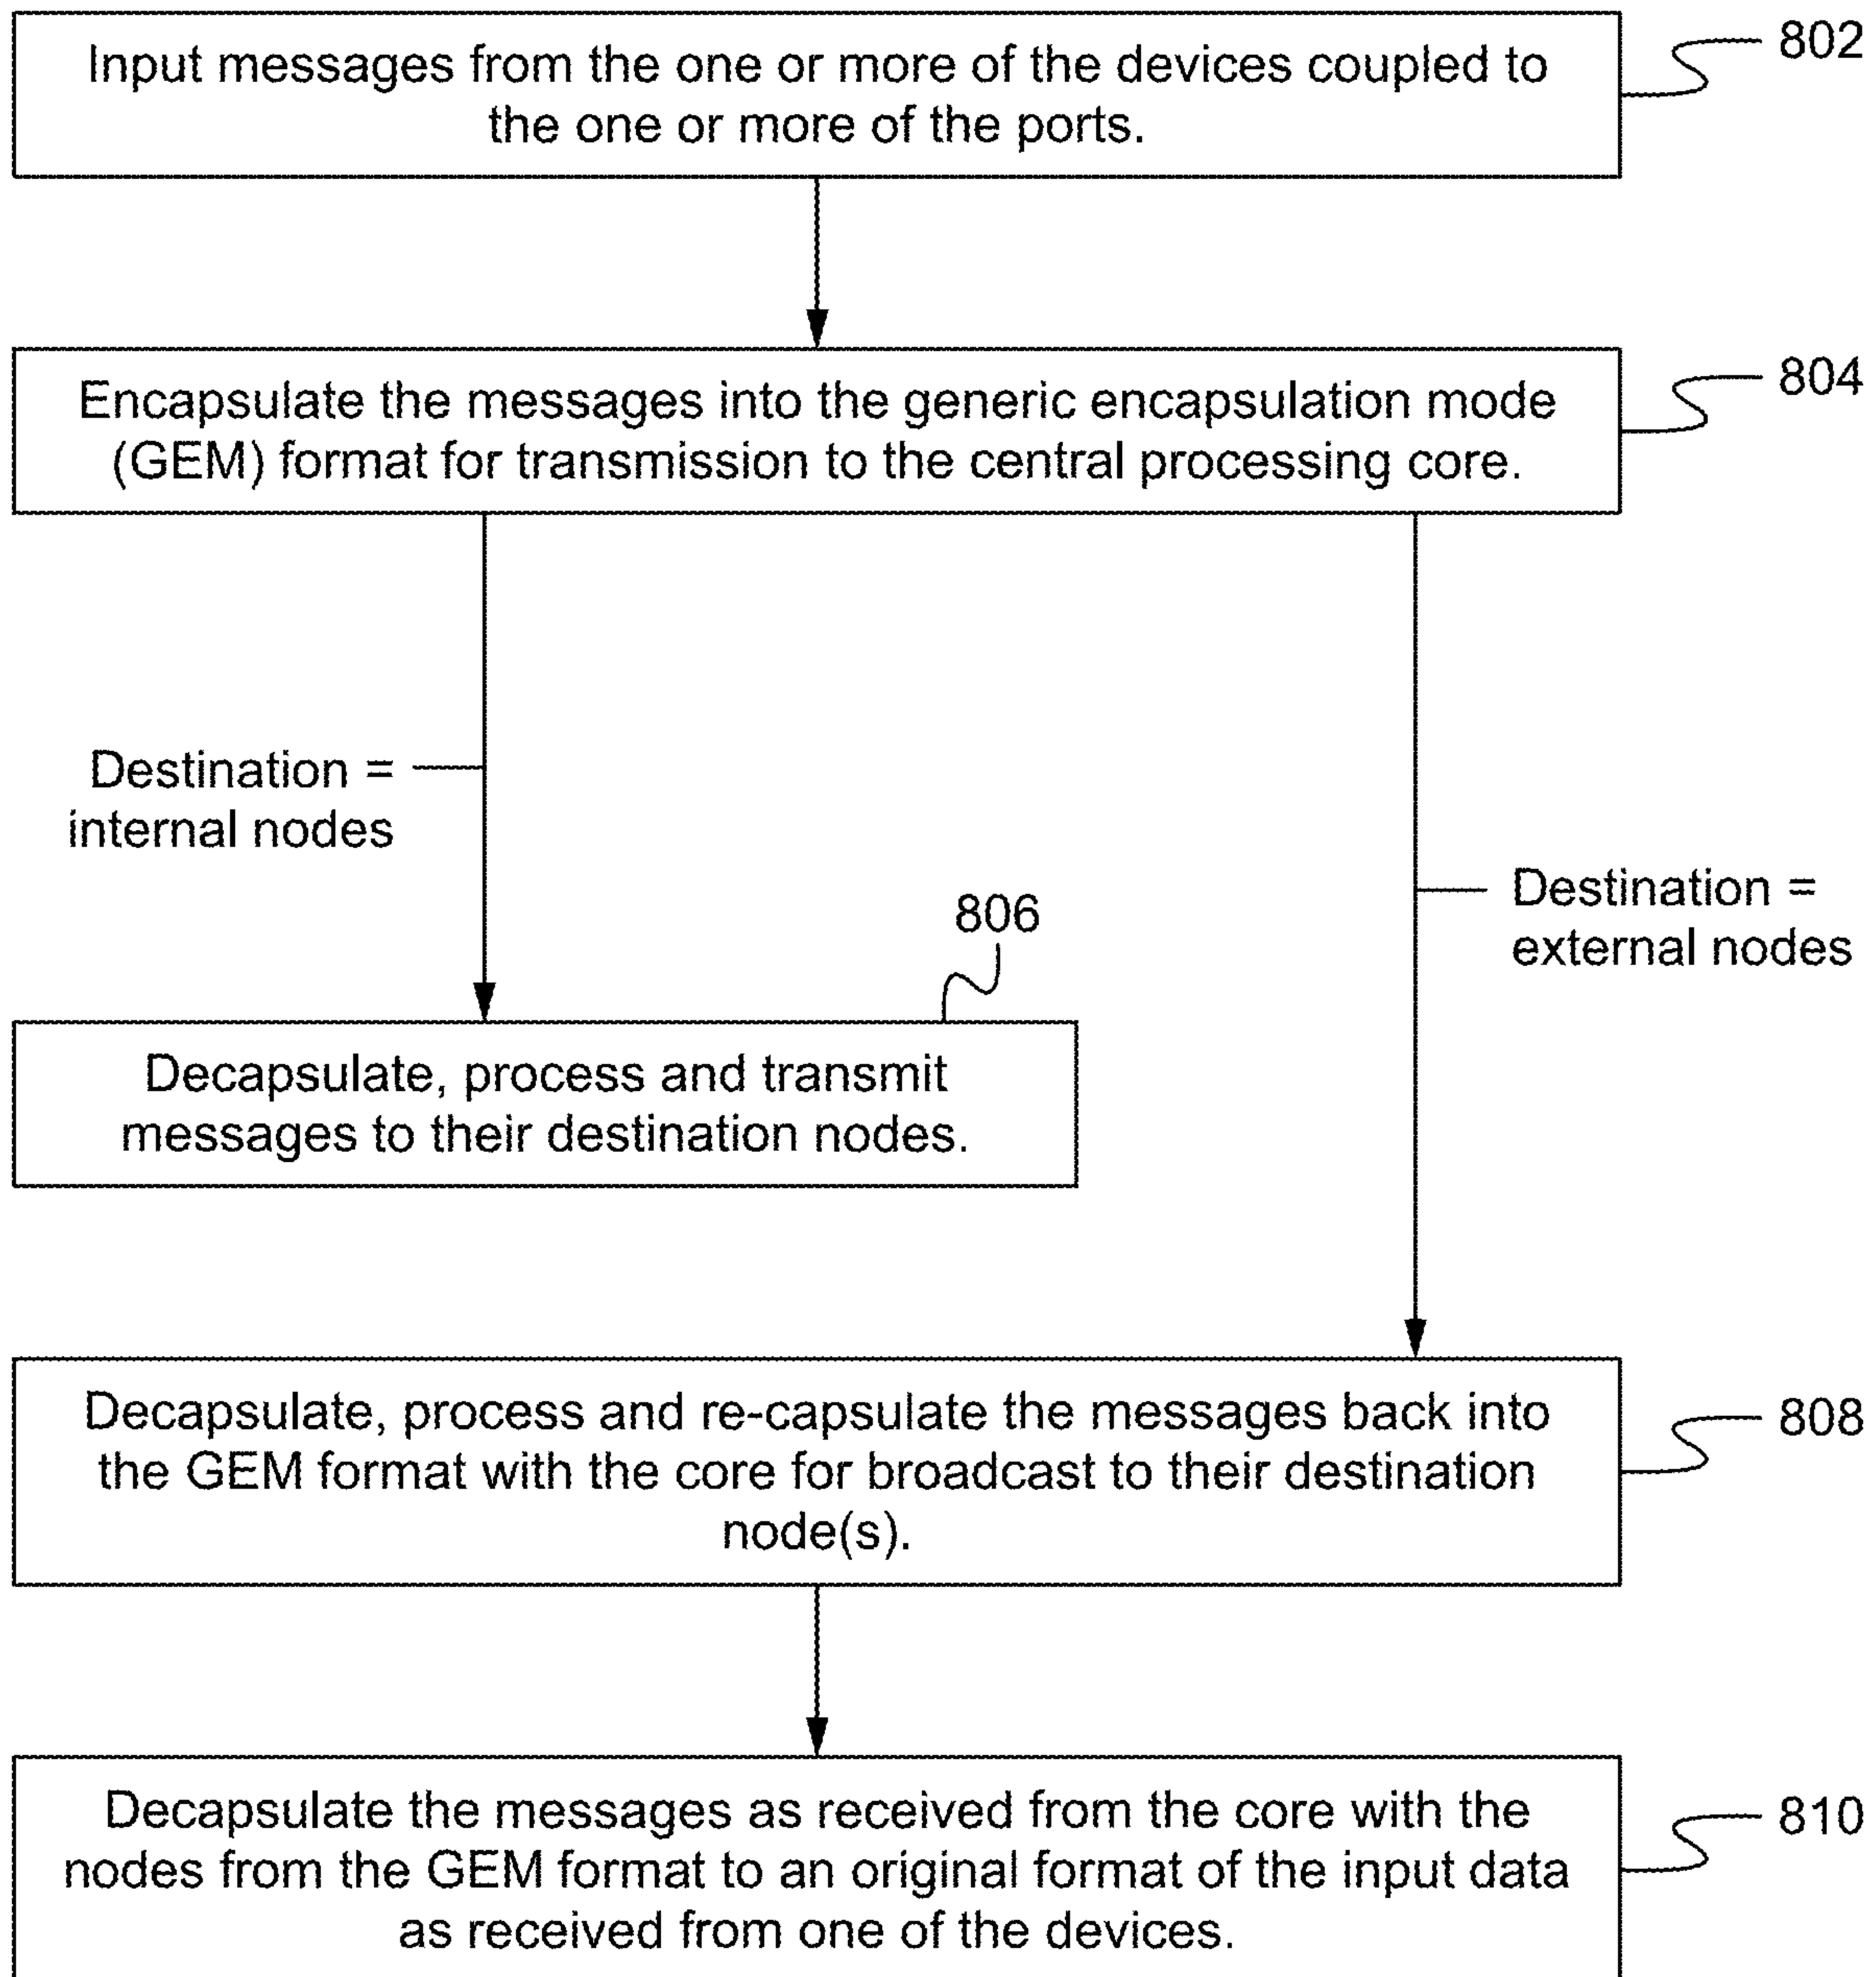 Input messages from the one or more of the devices coupled to
the one or more of the ports.
802
Encapsulate the messages into the generic encapsulation mode
(GEM) format for transmission to the central processing core.
804
Destination =
internal nodes
Destination =
external nodes
806
Decapsulate, process and transmit
messages to their destination nodes.
Decapsulate, process and re-capsulate the messages back into
the GEM format with the core for broadcast to their destination
node(s).
808
Decapsulate the messages as received from the core with the
nodes from the GEM format to an original format of the input data
as received from one of the devices.
810